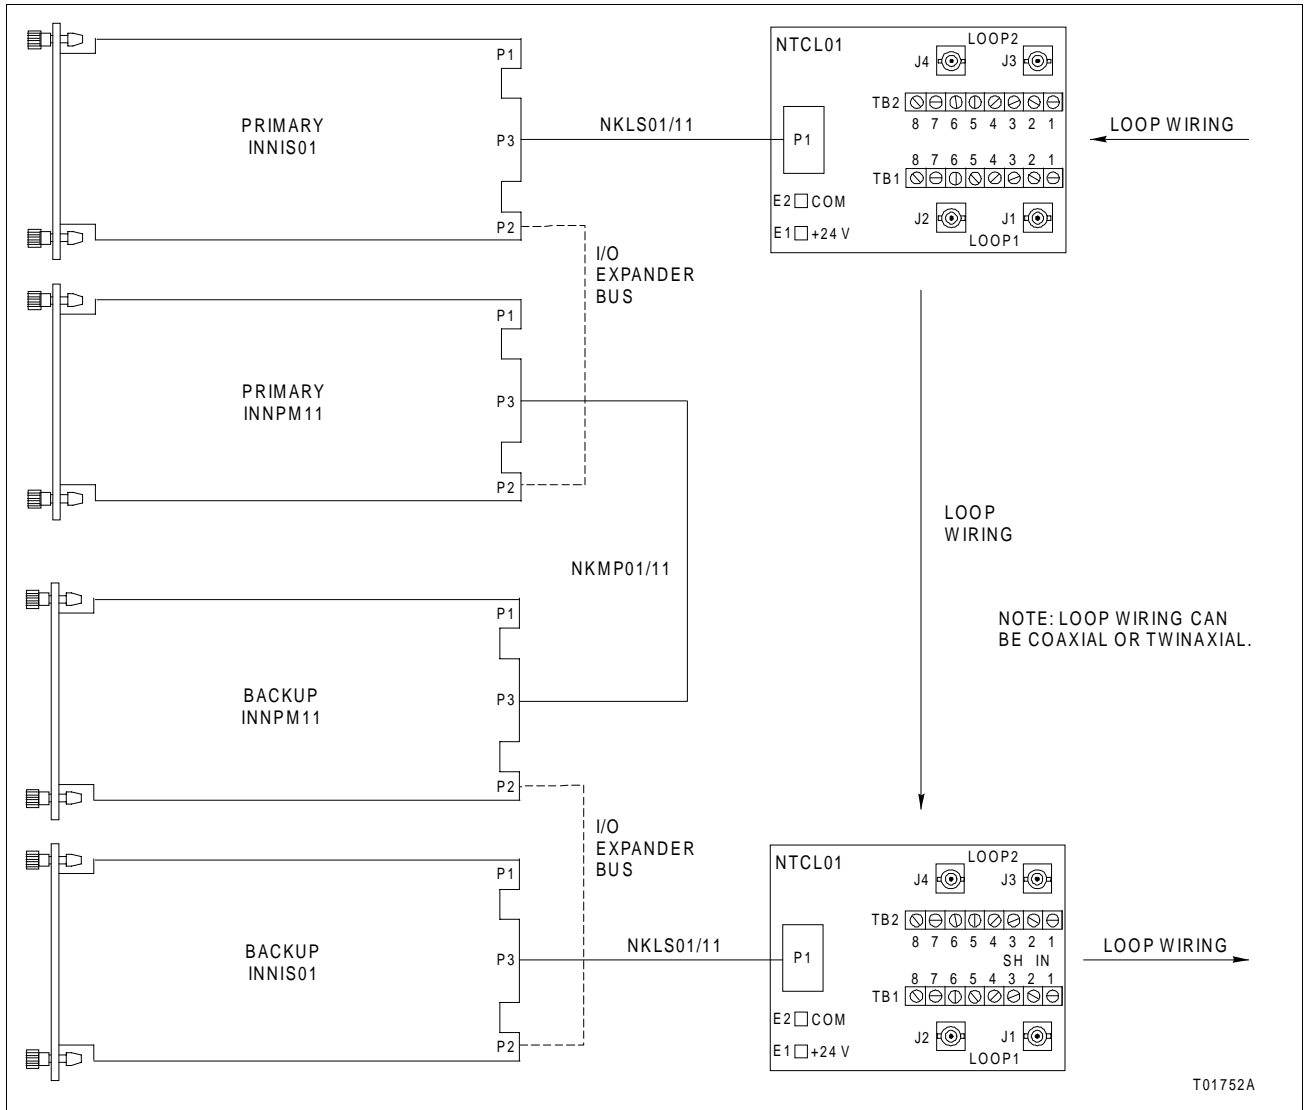 P1
PRIMARY
INNIS01
P3
P2
NKLS01/11
NTCL01
P1
E2 COM
E1 +24 V
LOOP2
J4 J3
TB2
8 7 6 5 4 3 2 1
8 7 6 5 4 3 2 1
TB1
J2 J1
LOOP1
LOOP WIRING
I/O
EXPANDER
BUS
P1
PRIMARY
INNPM11
P3
P2
NKMP01/11
LOOP
WIRING
NOTE: LOOP WIRING CAN
BE COAXIAL OR TWINAXIAL.
P1
BACKUP
INNPM11
P3
P2
I/O
EXPANDER
BUS
P1
BACKUP
INNIS01
P3
P2
NKLS01/11
NTCL01
P1
E2 COM
E1 +24 V
LOOP2
J4 J3
TB2
8 7 6 5 4 3 2 1
SH IN
8 7 6 5 4 3 2 1
TB1
J2 J1
LOOP1
LOOP WIRING
T01752A